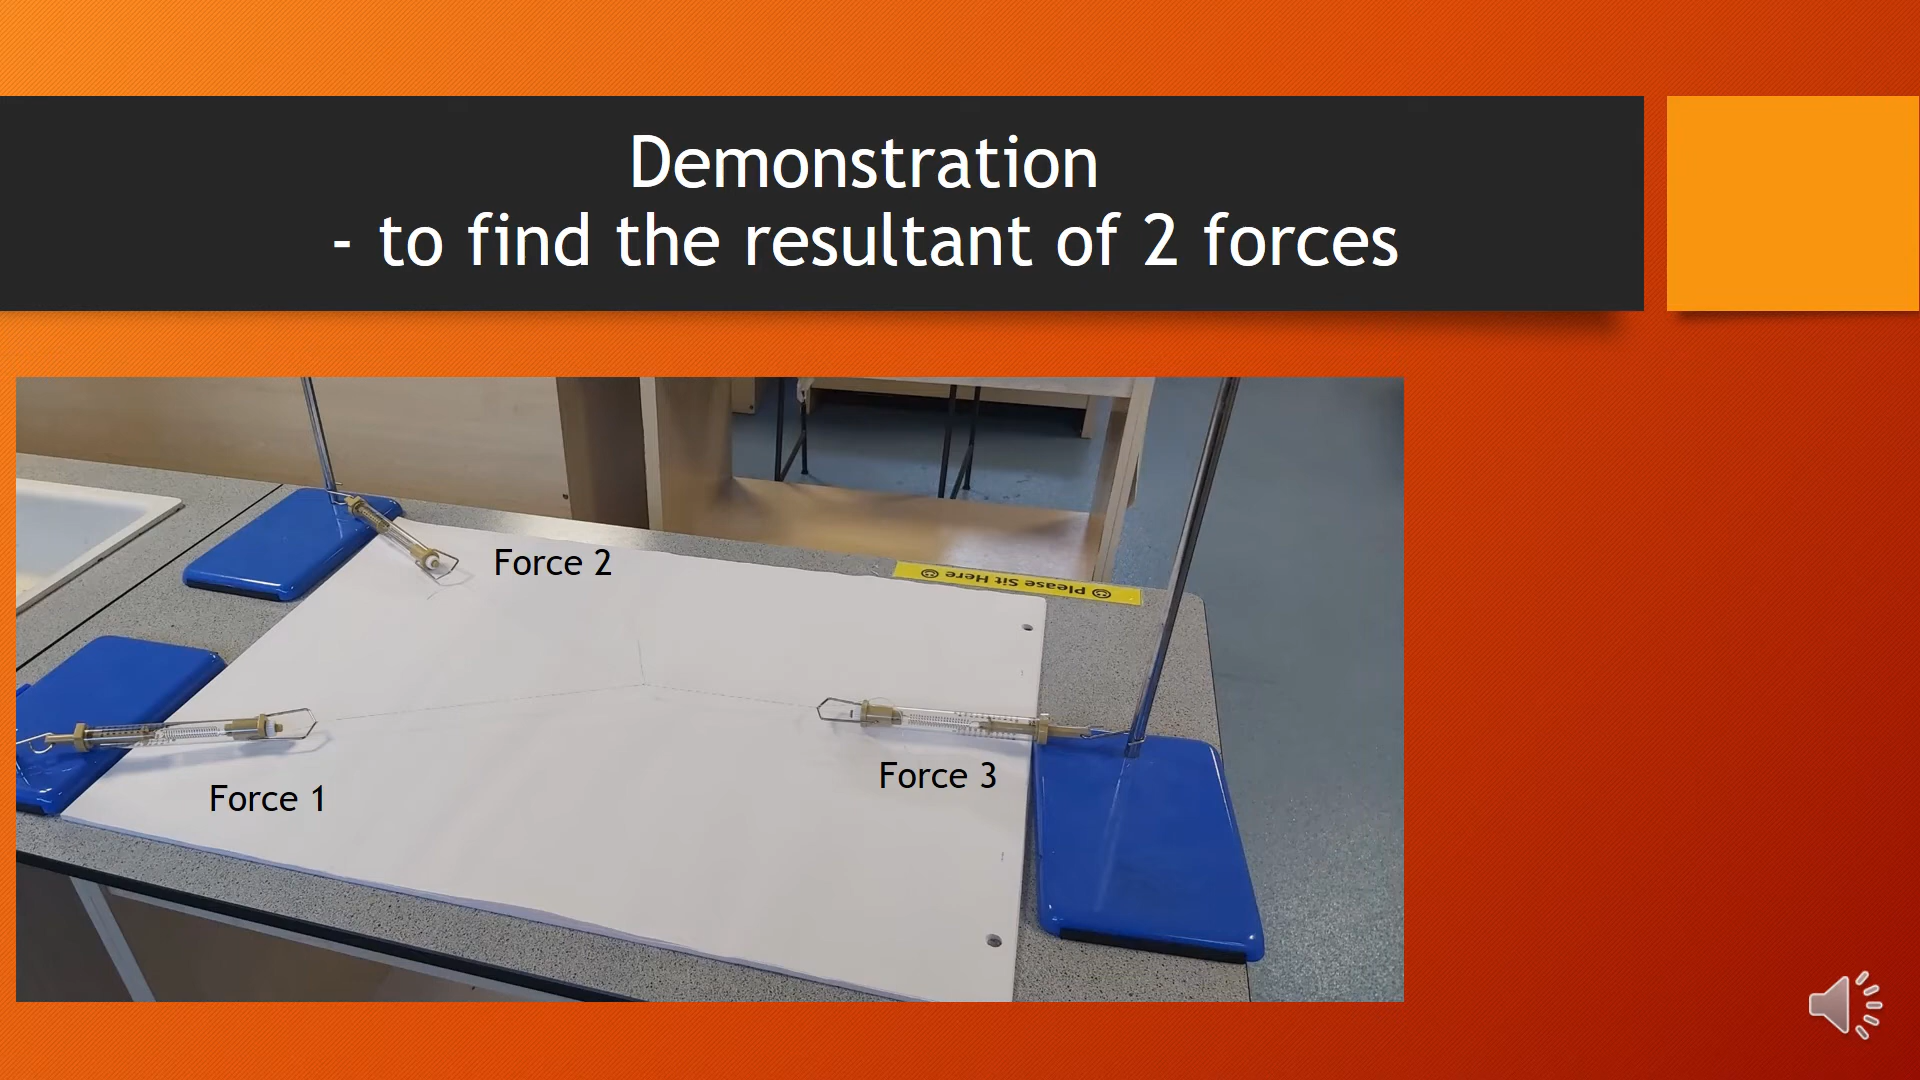 Demonstration
- to find the resultant of 2 forces
Force 2
☺ Please Sit Here ☺
Force 3
Force 1